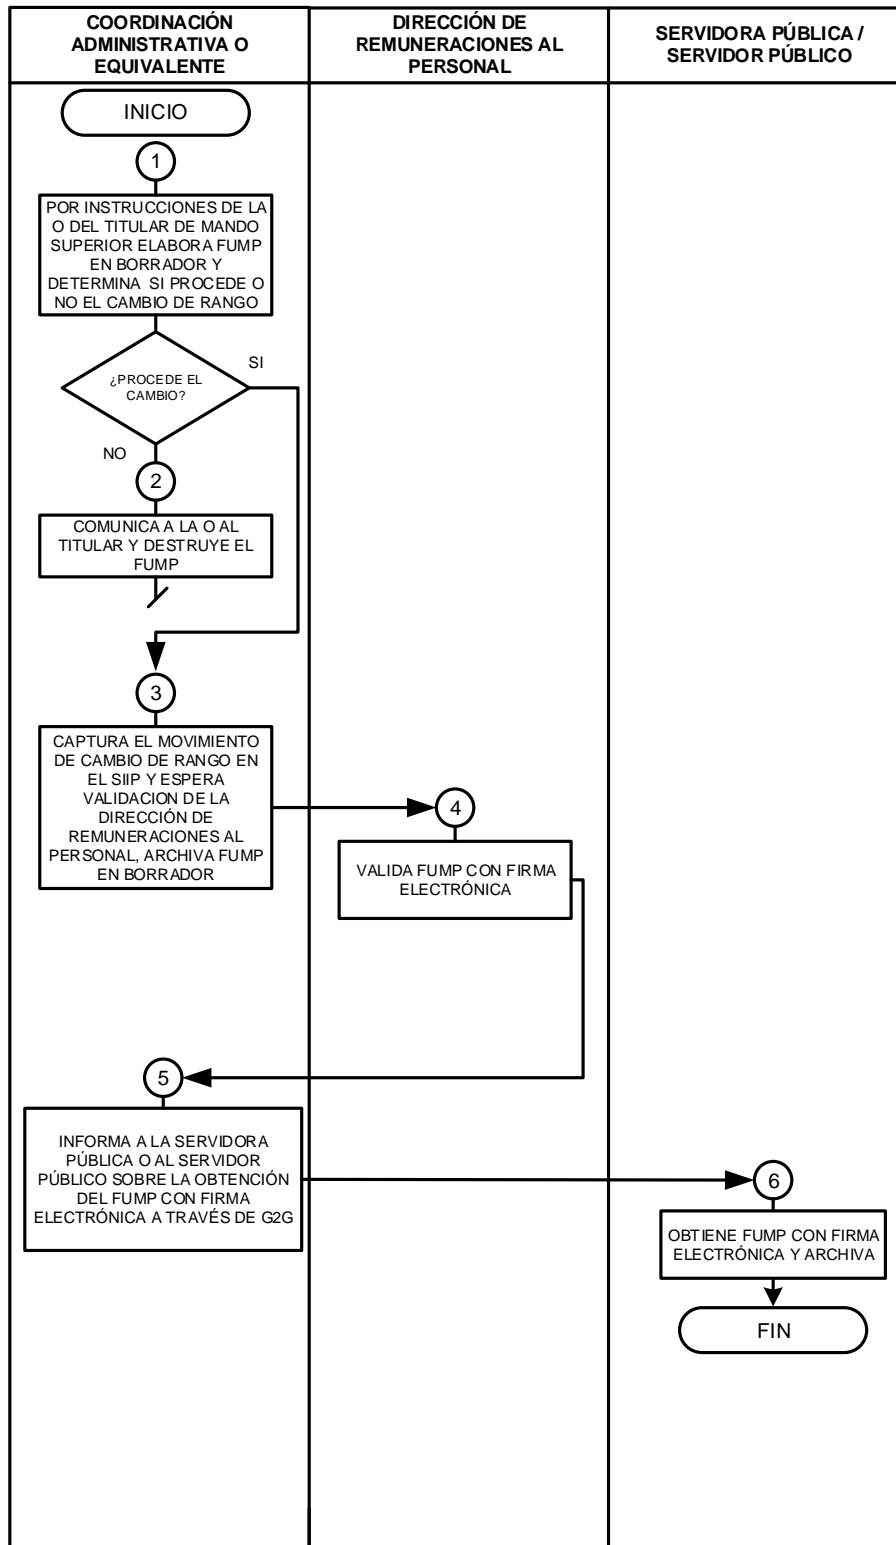 COORDINACIÓN
ADMINISTRATIVA O
EQUIVALENTE
DIRECCIÓN DE
REMUNERACIONES AL
PERSONAL
SERVIDORA PÚBLICA /
SERVIDOR PÚBLICO
INICIO
1
POR INSTRUCCIONES DE LA
O DEL TITULAR DE MANDO
SUPERIOR ELABORA FUMP
EN BORRADOR Y
DETERMINA SI PROCEDE O
NO EL CAMBIO DE RANGO
¿PROCEDE EL
CAMBIO?
SI
NO
2
COMUNICA A LA O AL
TITULAR Y DESTRUYE EL
FUMP
3
CAPTURA EL MOVIMIENTO
DE CAMBIO DE RANGO EN
EL SIIP Y ESPERA
VALIDACION DE LA
DIRECCIÓN DE
REMUNERACIONES AL
PERSONAL, ARCHIVA FUMP
EN BORRADOR
4
VALIDA FUMP CON FIRMA
ELECTRÓNICA
5
INFORMA A LA SERVIDORA
PÚBLICA O AL SERVIDOR
PÚBLICO SOBRE LA OBTENCIÓN
DEL FUMP CON FIRMA
ELECTRÓNICA A TRAVÉS DE G2G
6
OBTIENE FUMP CON FIRMA
ELECTRÓNICA Y ARCHIVA
FIN